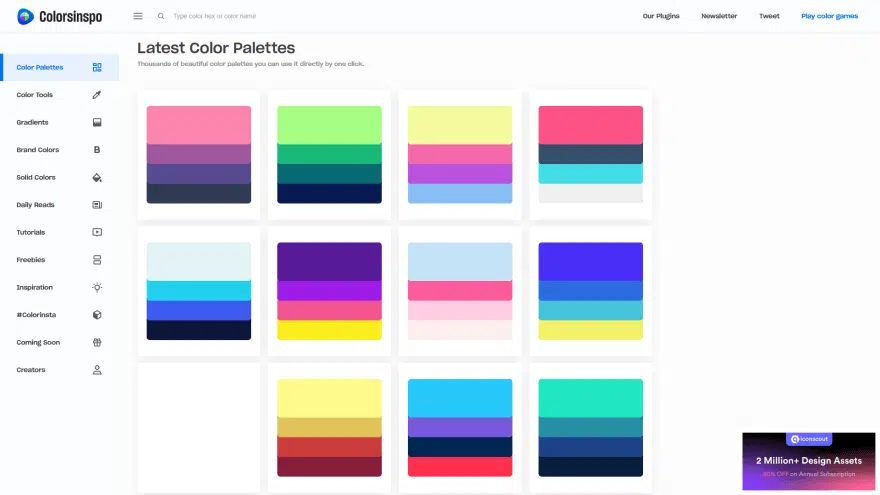 Colorsinspo
Type color hex or color name
Our Plugins
Newsletter
Tweet
Play color games
Latest Color Palettes
Thousands of beautiful color palettes you can use it directly by one click.
Color Palettes
Color Tools
Gradients
Brand Colors
B
Solid Colors
Daily Reads
Tutorials
Freebies
Inspiration
#Colorinsta
Coming Soon
Creators
iconscout
2 Million+ Design Assets
on Annual Subscription